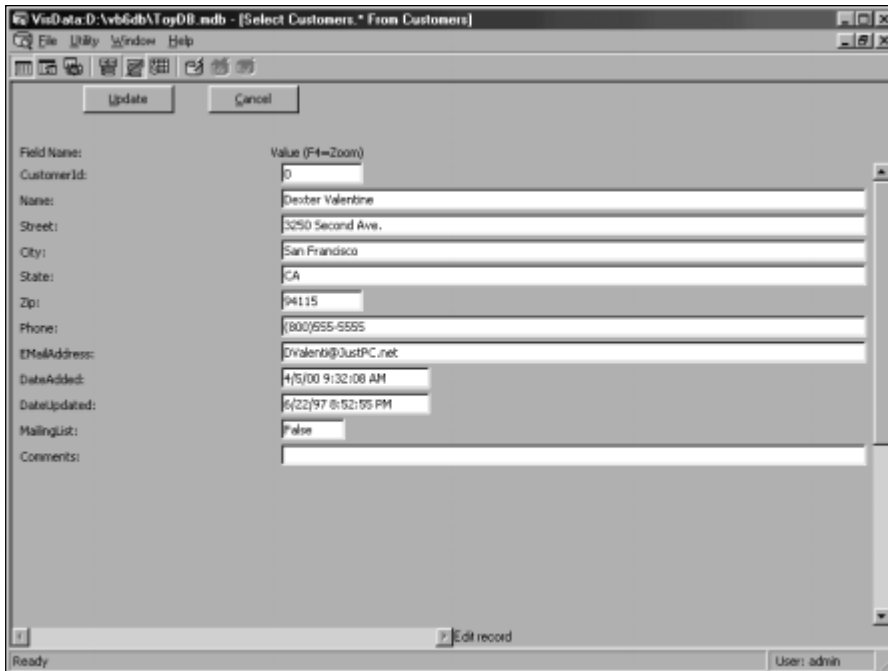 VisData:D:\vb6db\ToyDB.mdb - [Select Customers.* From Customers]
File Utility Window Help
Update Cancel
Field Name: Value (F4=Zoom)
CustomerId: 0
Name: Dexter Valentine
Street: 3250 Second Ave.
City: San Francisco
State: CA
Zip: 94115
Phone: (800)555-5555
EMailAddress: DValenti@JustPC.net
DateAdded: 4/5/00 9:32:08 AM
DateUpdated: 6/22/97 8:52:55 PM
MailingList: False
Comments:
Edit record
Ready User: admin